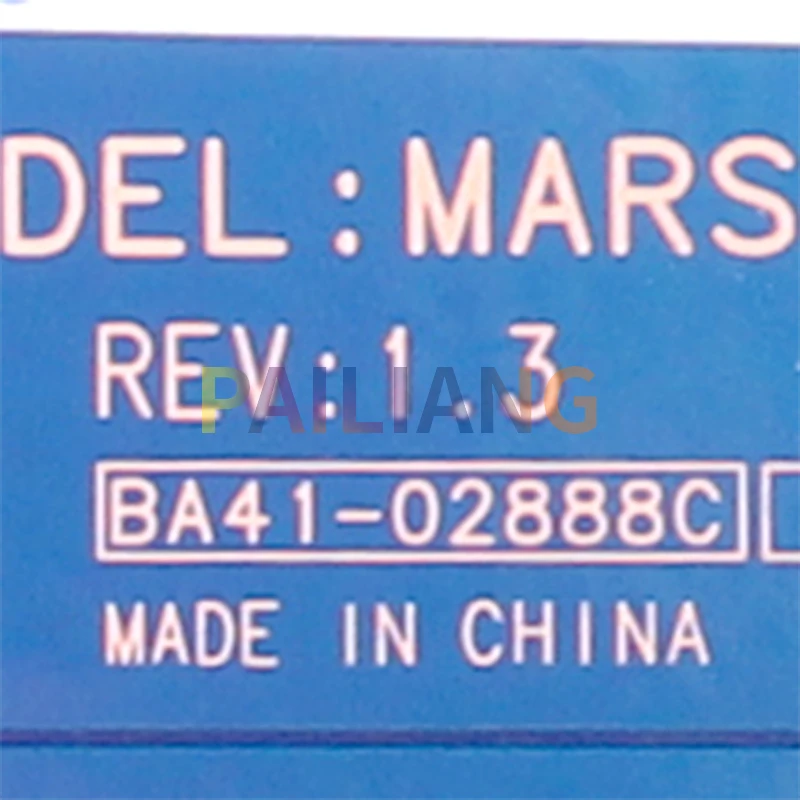 DEL:MARS
REV:1.3
PAILIANG
BA41-02888C
MADE IN CHINA